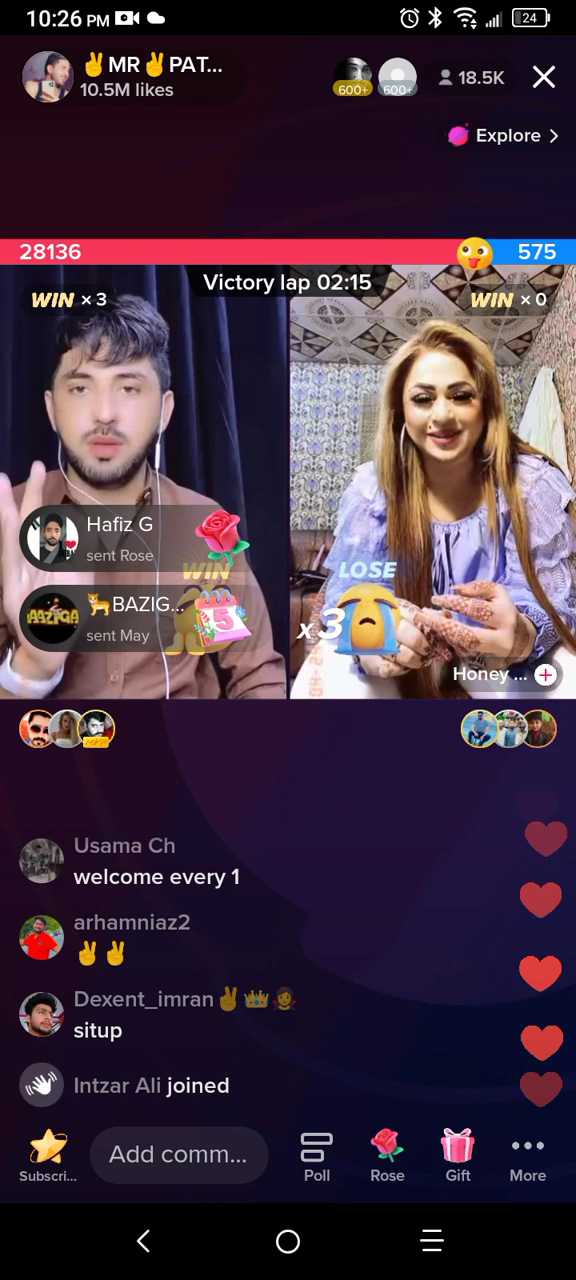 10:26 PM
24
✌MR✌PAT...
10.5M likes
600+
600+
18.5K
Explore
28136
575
Victory lap 02:15
WIN × 3
WIN × 0
Hafiz G
sent Rose
WIN
LOSE
🐅BAZIG...
sent May
5
x3
Honey ...
Usama Ch
welcome every 1
arhamniaz2
✌✌
Dexent_imran✌👑🧛‍♀️
situp
Intzar Ali joined
Subscri...
Add comm...
Poll
Rose
Gift
More